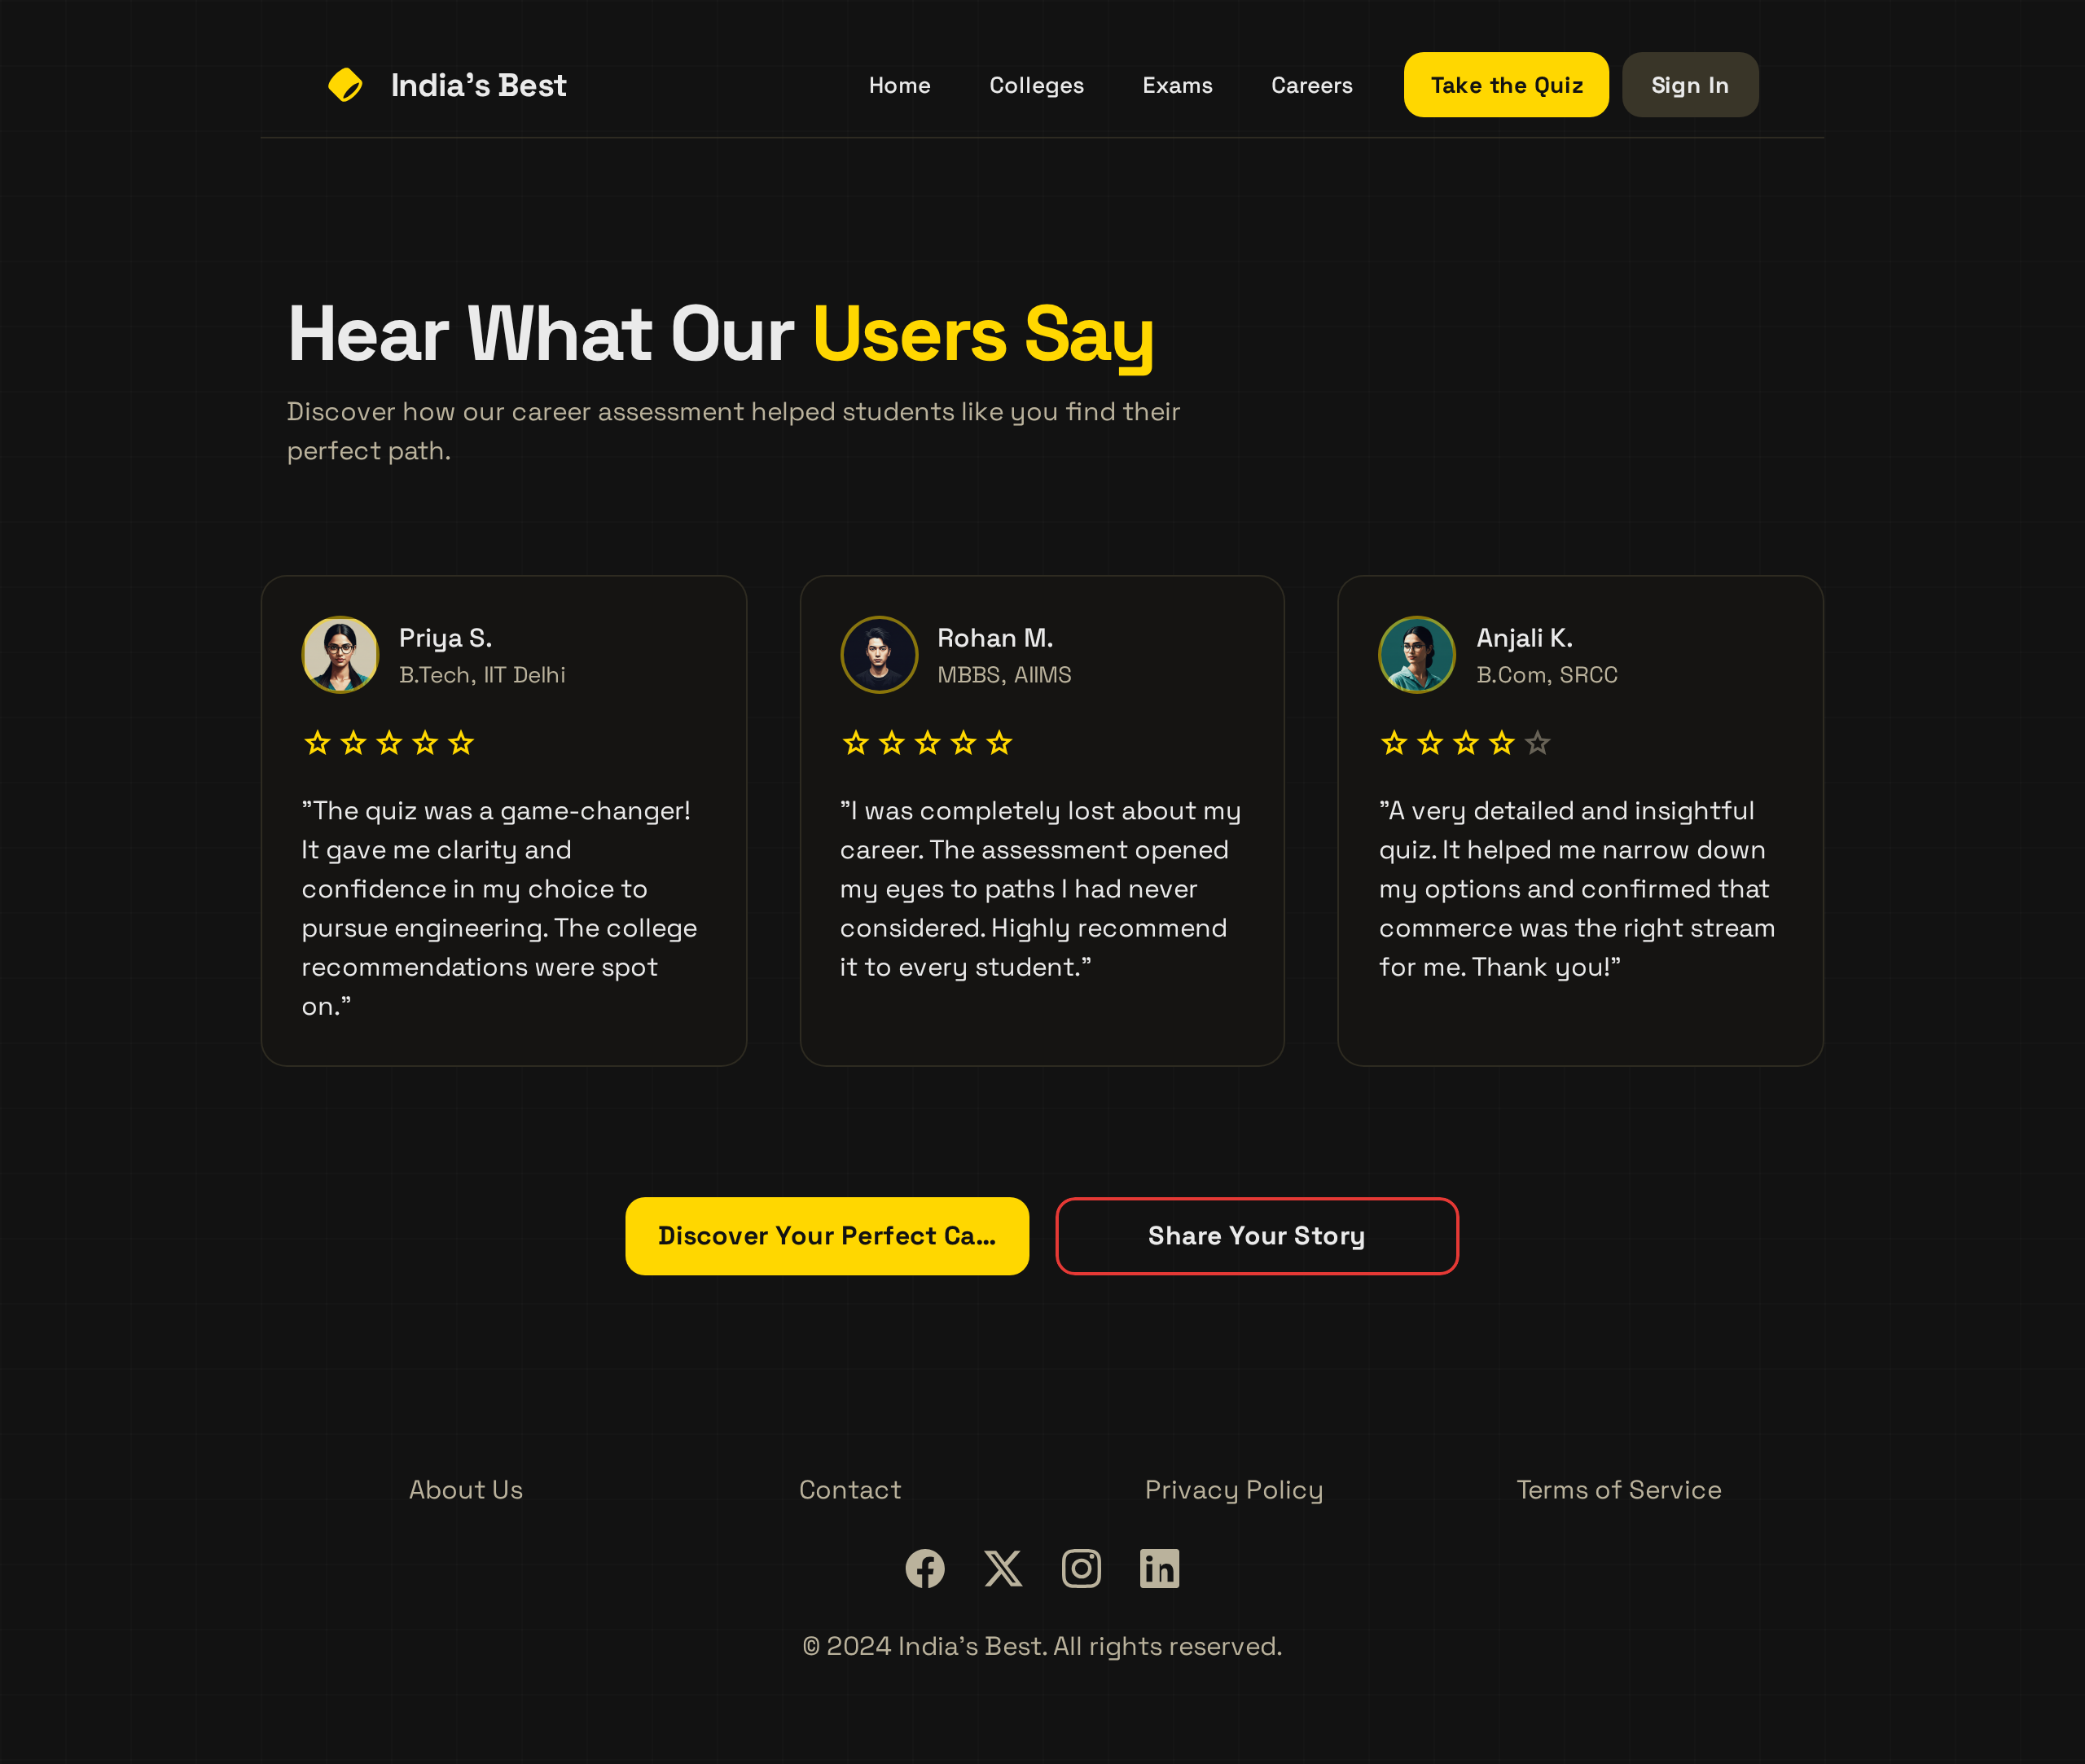 India's Best
Home
Colleges
Exams
Careers
Take the Quiz
Sign In
Hear What Our Users Say
Discover how our career assessment helped students like you find their
perfect path.
Priya S.
B.Tech, IIT Delhi
"The quiz was a game-changer!
It gave me clarity and
confidence in my choice to
pursue engineering. The college
recommendations were spot
on."
Rohan M.
MBBS, AIIMS
"I was completely lost about my
career. The assessment opened
my eyes to paths I had never
considered. Highly recommend
it to every student."
Anjali K.
B.Com, SRCC
"A very detailed and insightful
quiz. It helped me narrow down
my options and confirmed that
commerce was the right stream
for me. Thank you!"
Discover Your Perfect Ca...
Share Your Story
About Us
Contact
Privacy Policy
Terms of Service
© 2024 India's Best. All rights reserved.